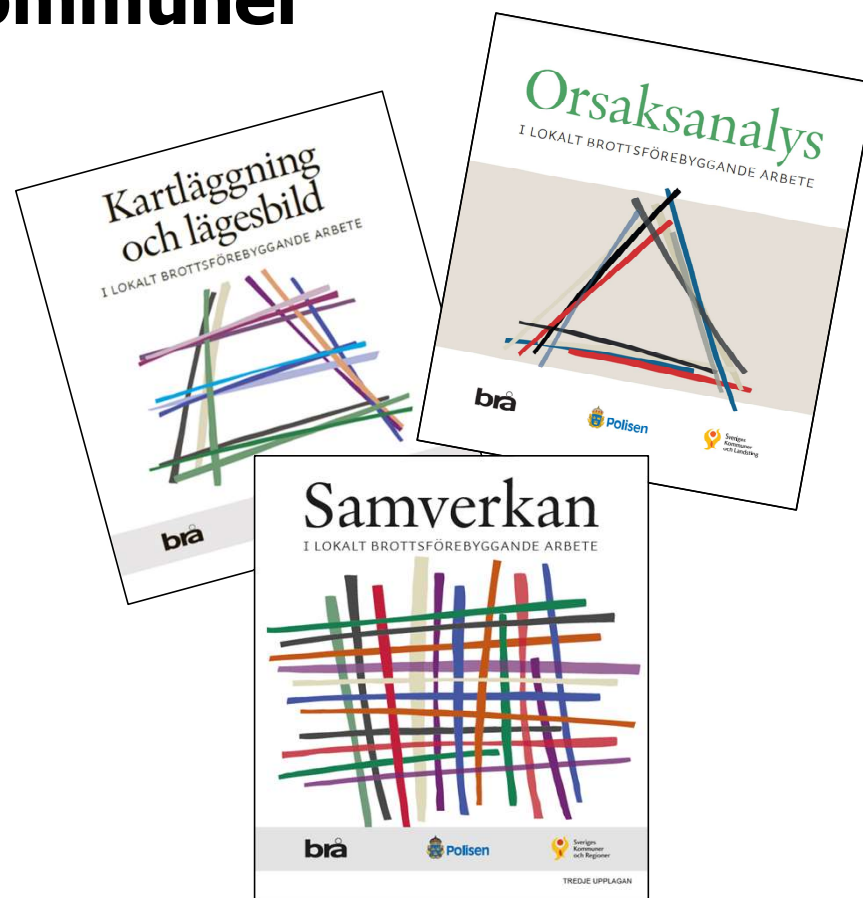 ommuner
Kartläggning
och lägesbild
I LOKALT BROTTSFÖREBYGGANDE ARBETE
brå
Orsaksanalys
I LOKALT BROTTSFÖREBYGGANDE ARBETE
brå
Polisen
Sveriges
Kommuner
och Landsting
Samverkan
I LOKALT BROTTSFÖREBYGGANDE ARBETE
brå
Polisen
Sveriges
Kommuner
och Regioner
TREDJE UPPLAGAN